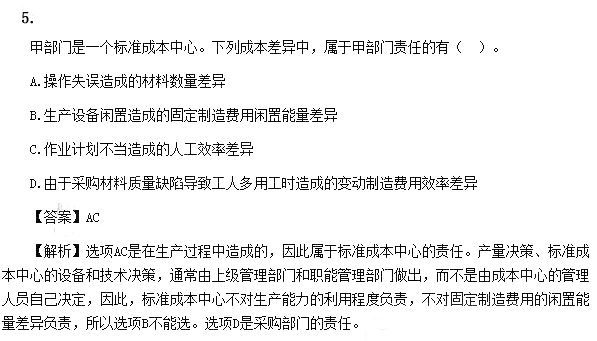 5.
甲部门是一个标准成本中心。下列成本差异中，属于甲部门责任的有（ ）。
A.操作失误造成的材料数量差异
B.生产设备闲置造成的固定制造费用闲置能量差异
C.作业计划不当造成的人工效率差异
D.由于采购材料质量缺陷导致工人多用工时造成的变动制造费用效率差异
【答案】AC
【解析】选项AC是在生产过程中造成的，因此属于标准成本中心的责任。产量决策、标准成
本中心的设备和技术决策，通常由上级管理部门和职能管理部门做出，而不是由成本中心的管理
人员自己决定，因此，标准成本中心不对生产能力的利用程度负责，不对固定制造费用的闲置能
量差异负责，所以选项B不能选。选项D是采购部门的责任。